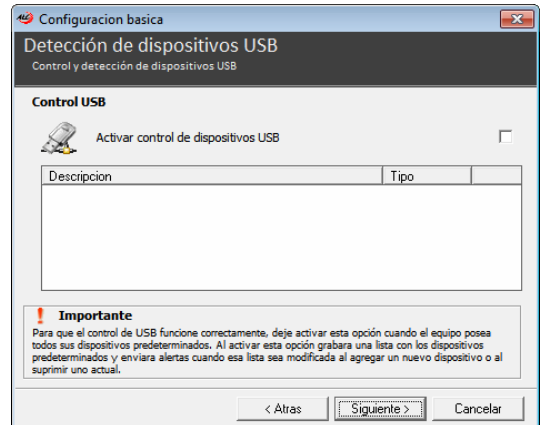 Configuracion basica
Detección de dispositivos USB
Control y detección de dispositivos USB
Control USB
Activar control de dispositivos USB
Descripcion Tipo
Importante
Para que el control de USB funcione correctamente, deje activar esta opción cuando el equipo posea
todos sus dispositivos predeterminados. Al activar esta opción grabara una lista con los dispositivos
predeterminados y enviara alertas cuando esa lista sea modificada al agregar un nuevo dispositivo o al
suprimir uno actual.
< Atras Siguiente > Cancelar